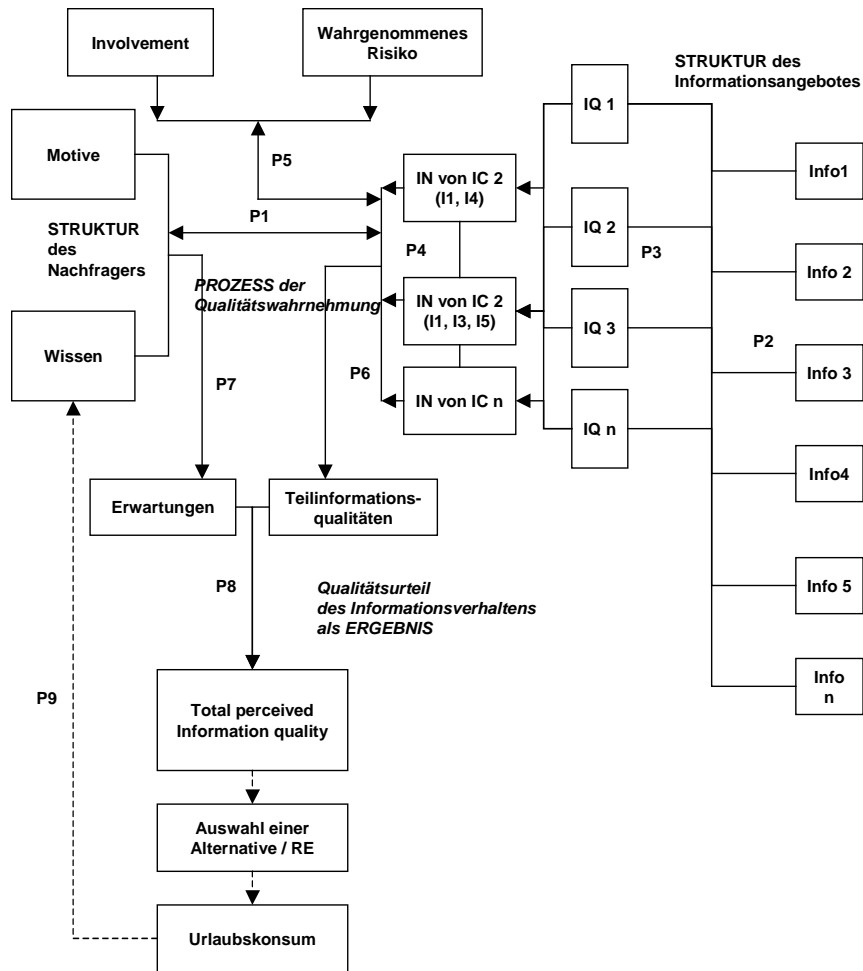 Involvement
Wahrgenommenes
Risiko
STRUKTUR des
Informationsangebotes
IQ 1
Motive
P5
IN von IC 2
(I1, I4)
Info1
P1
STRUKTUR
des
Nachfragers
P4
IQ 2
P3
PROZESS der
Qualitätswahrnehmung
IN von IC 2
(I1, I3, I5)
Info 2
Wissen
IQ 3
P2
P7
P6
IN von IC n
Info 3
IQ n
Info4
Erwartungen
Teilinformations-
qualitäten
P8
Qualitätsurteil
des Informationsverhaltens
als ERGEBNIS
Info 5
P9
Total perceived
Information quality
Info
n
Auswahl einer
Alternative / RE
Urlaubskonsum